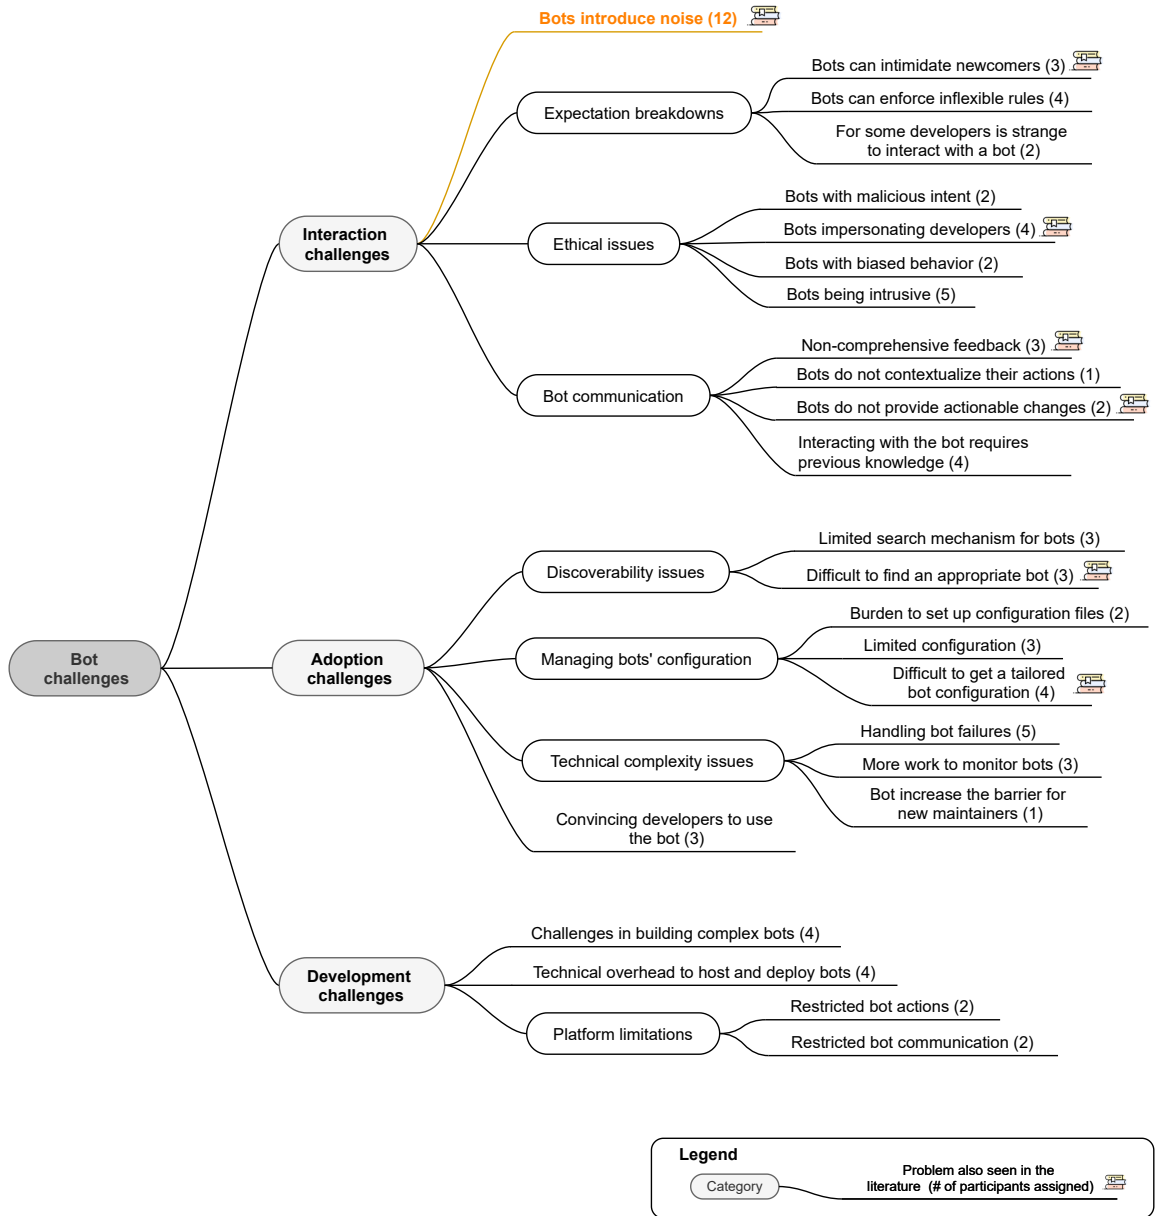 Bots introduce noise (12)
Bots can intimidate newcomers (3)
Expectation breakdowns
Bots can enforce inflexible rules (4)
For some developers is strange
to interact with a bot (2)
Bots with malicious intent (2)
Interaction
challenges
Ethical issues
Bots impersonating developers (4)
Bots with biased behavior (2)
Bots being intrusive (5)
Non-comprehensive feedback (3)
Bots do not contextualize their actions (1)
Bot communication
Bots do not provide actionable changes (2)
Interacting with the bot requires
previous knowledge (4)
Limited search mechanism for bots (3)
Discoverability issues
Difficult to find an appropriate bot (3)
Burden to set up configuration files (2)
Bot
challenges
Adoption
challenges
Managing bots' configuration
Limited configuration (3)
Difficult to get a tailored
bot configuration (4)
Handling bot failures (5)
Technical complexity issues
More work to monitor bots (3)
Bot increase the barrier for
new maintainers (1)
Convincing developers to use
the bot (3)
Challenges in building complex bots (4)
Development
challenges
Technical overhead to host and deploy bots (4)
Restricted bot actions (2)
Platform limitations
Restricted bot communication (2)
Legend
Category
Problem also seen in the
literature (# of participants assigned)